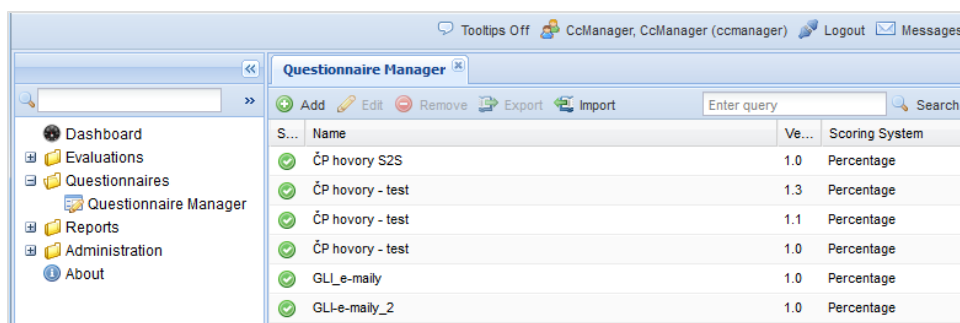 Tooltips Off CcManager, CcManager (ccmanager) Logout Messages
Questionnaire Manager
Add Edit Remove Export Import Enter query Search
Dashboard
Evaluations
Questionnaires
Questionnaire Manager
Reports
Administration
About
S... Name Ve... Scoring System
ČP hovory S2S 1.0 Percentage
ČP hovory - test 1.3 Percentage
ČP hovory - test 1.1 Percentage
ČP hovory - test 1.0 Percentage
GLI_e-maily 1.0 Percentage
GLI-e-maily_2 1.0 Percentage